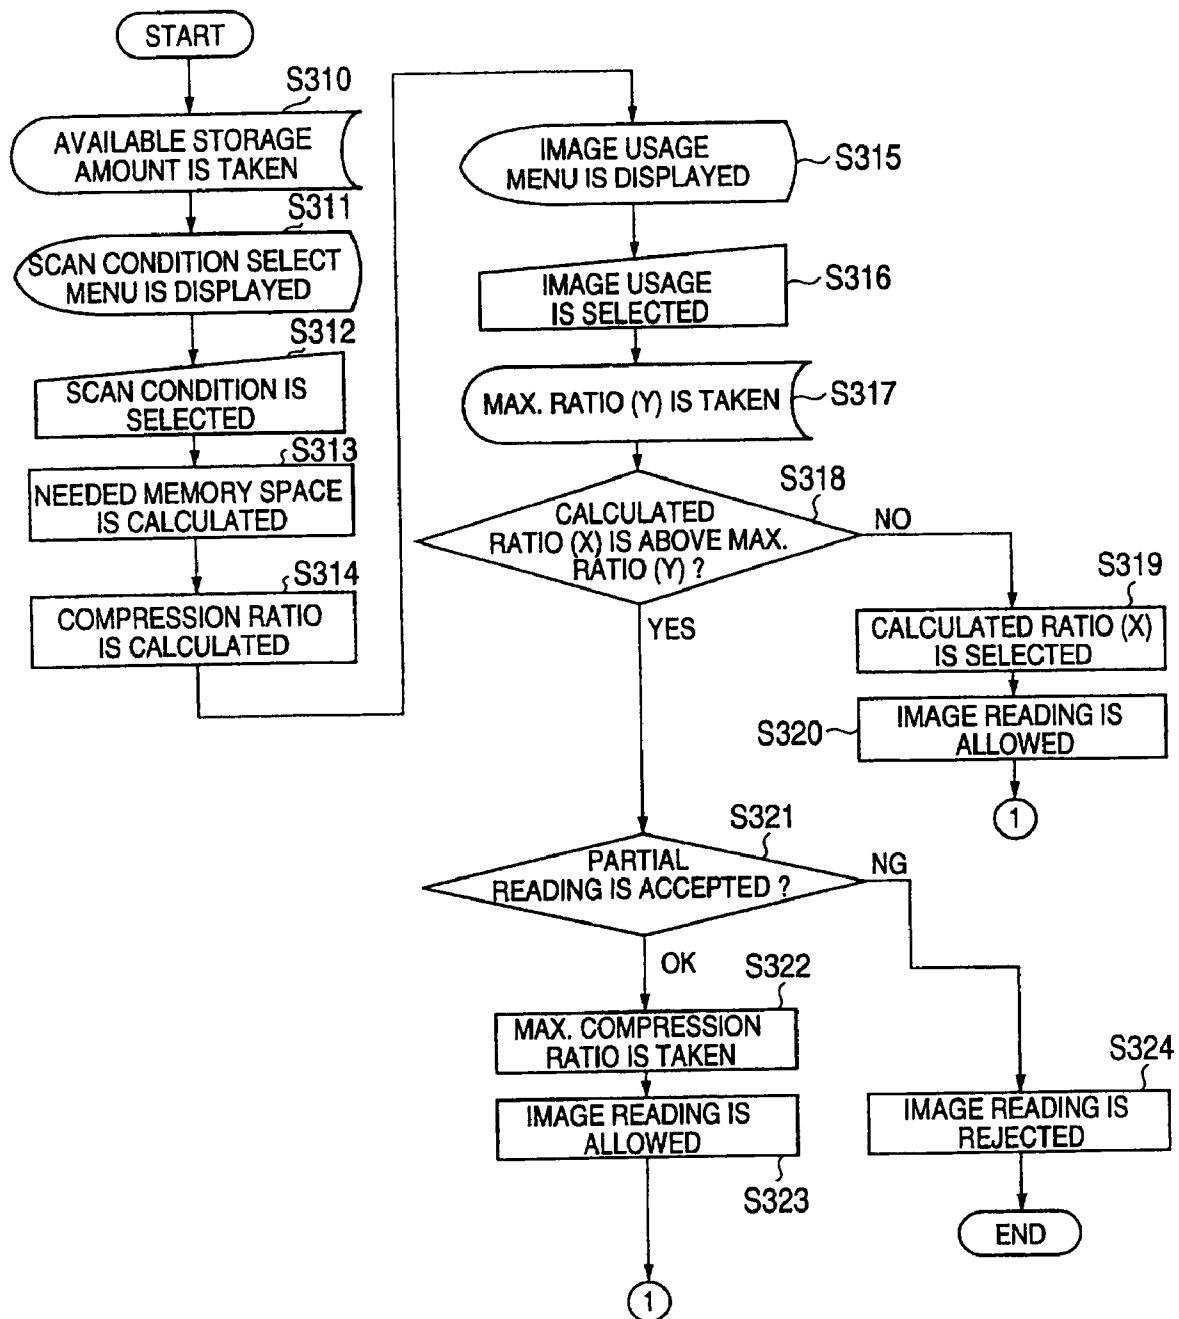 START
S310
AVAILABLE STORAGE
AMOUNT IS TAKEN
S311
SCAN CONDITION SELECT
MENU IS DISPLAYED
S312
SCAN CONDITION IS
SELECTED
S313
NEEDED MEMORY SPACE
IS CALCULATED
S314
COMPRESSION RATIO
IS CALCULATED
IMAGE USAGE
MENU IS DISPLAYED
S315
IMAGE USAGE
IS SELECTED
S316
MAX. RATIO (Y) IS TAKEN
S317
S318
CALCULATED
RATIO (X) IS ABOVE MAX.
RATIO (Y) ?
NO
YES
S319
CALCULATED RATIO (X)
IS SELECTED
S320
IMAGE READING IS
ALLOWED
1
S321
PARTIAL
READING IS ACCEPTED ?
NG
OK
S322
MAX. COMPRESSION
RATIO IS TAKEN
IMAGE READING IS
ALLOWED
S323
1
S324
IMAGE READING IS
REJECTED
END